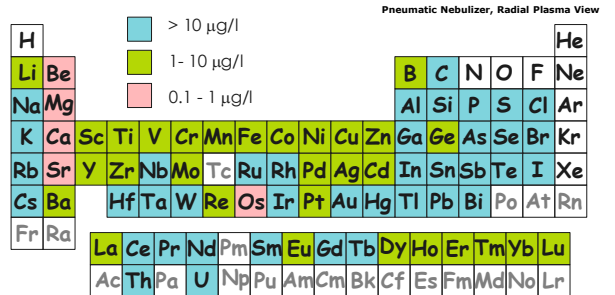 Pneumatic Nebulizer, Radial Plasma View
> 10 µg/l
1- 10 µg/l
0.1 - 1 µg/l
H He
Li Be B C N O F Ne
Na Mg Al Si P S Cl Ar
K Ca Sc Ti V Cr Mn Fe Co Ni Cu Zn Ga Ge As Se Br Kr
Rb Sr Y Zr Nb Mo Tc Ru Rh Pd Ag Cd In Sn Sb Te I Xe
Cs Ba Hf Ta W Re Os Ir Pt Au Hg Tl Pb Bi Po At Rn
Fr Ra
La Ce Pr Nd Pm Sm Eu Gd Tb Dy Ho Er Tm Yb Lu
Ac Th Pa U Np Pu Am Cm Bk Cf Es Fm Md No Lr